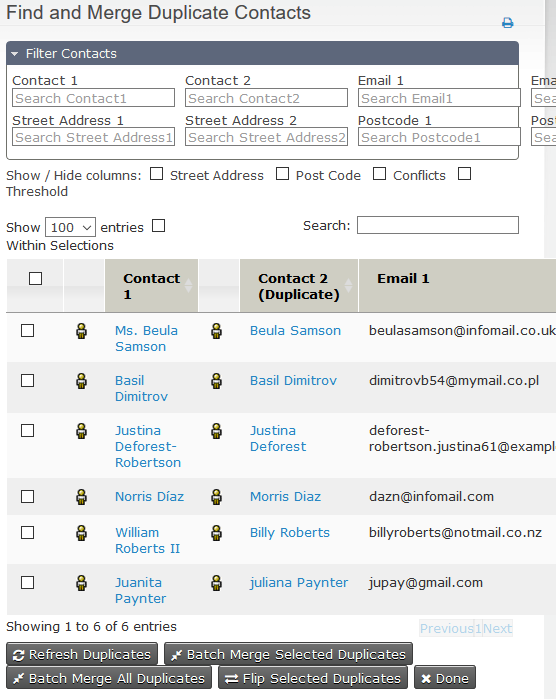 Find and Merge Duplicate Contacts
Filter Contacts
Contact 1 Contact 2 Email 1 Ema
Search Contact1 Search Contact2 Search Email1 Sea
Street Address 1 Street Address 2 Postcode 1 Pos
Search Street Address1 Search Street Address2 Search Postcode1 Sea
Show / Hide columns: Street Address Post Code Conflicts
Threshold
Show 100 entries Search:
Within Selections
Contact 1 Contact 2 (Duplicate) Email 1
Ms. Beula Samson Beula Samson beulasamson@infomail.co.uk
Basil Dimitrov Basil Dimitrov dimitrovb54@mymail.co.pl
Justina Deforest-Robertson Justina Deforest deforest-robertson.justina61@example
Norris Díaz Morris Diaz dazn@infomail.com
William Roberts II Billy Roberts billyroberts@notmail.co.nz
Juanita Paynter juliana Paynter jupay@gmail.com
Showing 1 to 6 of 6 entries Previous1Next
Refresh Duplicates Batch Merge Selected Duplicates
Batch Merge All Duplicates Flip Selected Duplicates Done